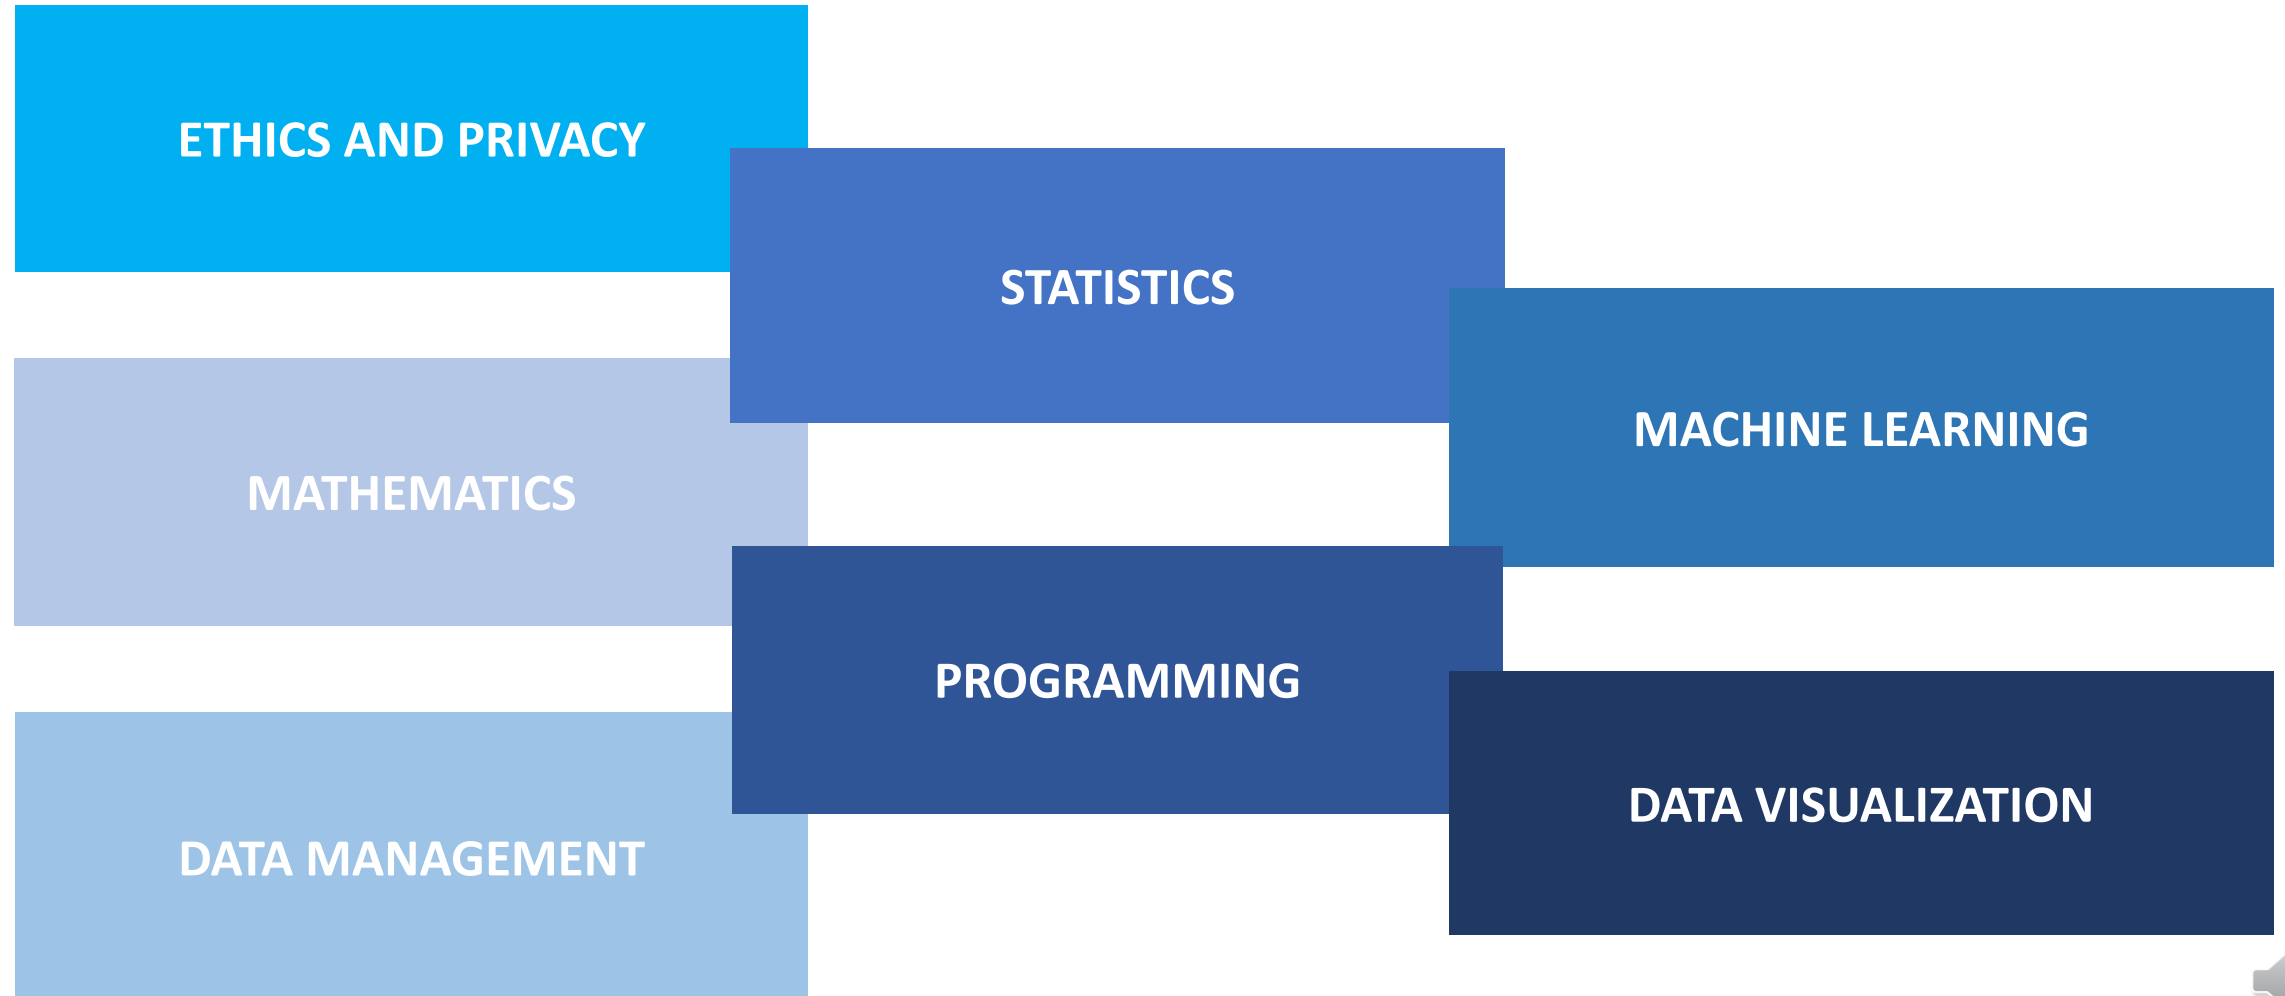 ETHICS AND PRIVACY
STATISTICS
MACHINE LEARNING
MATHEMATICS
PROGRAMMING
DATA VISUALIZATION
DATA MANAGEMENT